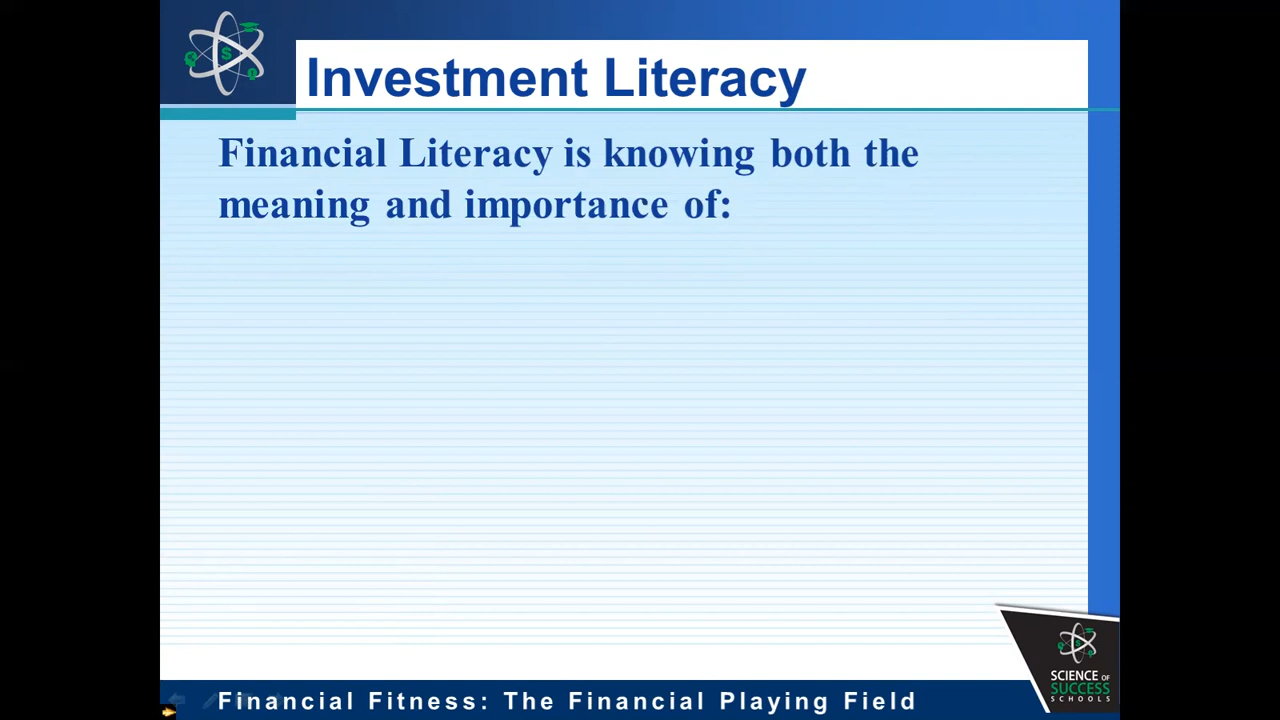 Investment Literacy
Financial Literacy is knowing both the
meaning and importance of:
SCIENCE OF
SUCCESS
SCHOOLS
Financial Fitness: The Financial Playing Field